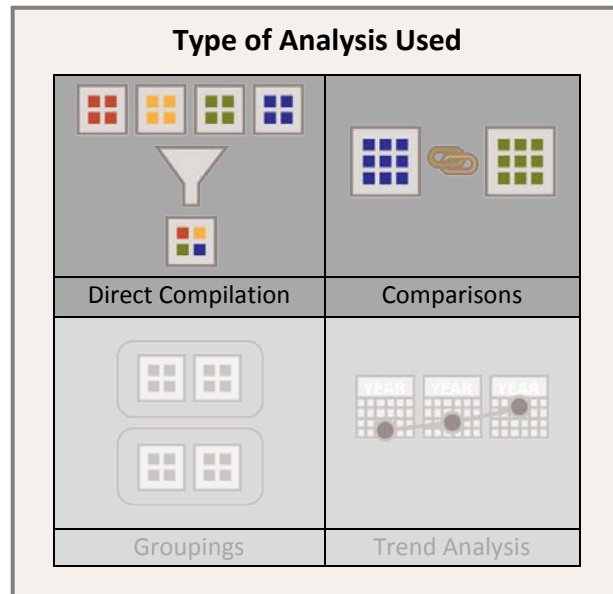 Type of Analysis Used
Direct Compilation
Comparisons
YEAR YEAR YEAR
Groupings
Trend Analysis